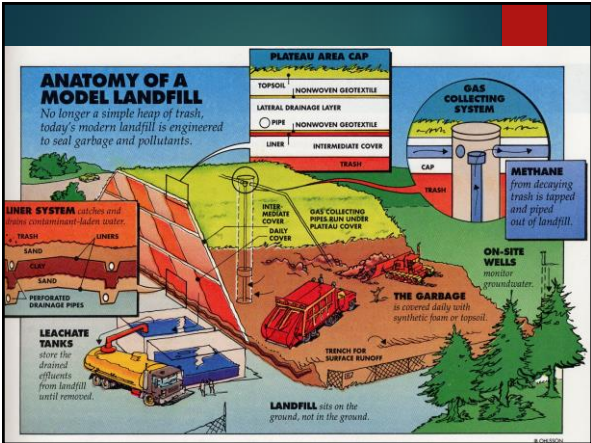 ANATOMY OF A
MODEL LANDFILL
No longer a simple heap of trash,
today's modern landfill is engineered
to seal garbage and pollutants.
PLATEAU AREA CAP
TOPSOIL
NONWOVEN GEOTEXTILE
LATERAL DRAINAGE LAYER
PIPE
NONWOVEN GEOTEXTILE
LINER
INTERMEDIATE COVER
TRASH
GAS
COLLECTING
SYSTEM
CAP
TRASH
METHANE
from decaying
trash is tapped
and piped
out of landfill.
LINER SYSTEM catches and
drains contaminant-laden water.
TRASH
LINERS
SAND
CLAY
SAND
PERFORATED
DRAINAGE PIPES
INTER-
MEDIATE
COVER
DAILY
COVER
GAS COLLECTING
PIPES RUN UNDER
PLATEAU COVER
ON-SITE
WELLS
monitor
groundwater.
THE GARBAGE
is covered daily with
synthetic foam or topsoil.
LEACHATE
TANKS
store the
drained
effluents
from landfill
until removed.
TRENCH FOR
SURFACE RUNOFF
LANDFILL sits on the
ground, not in the ground.